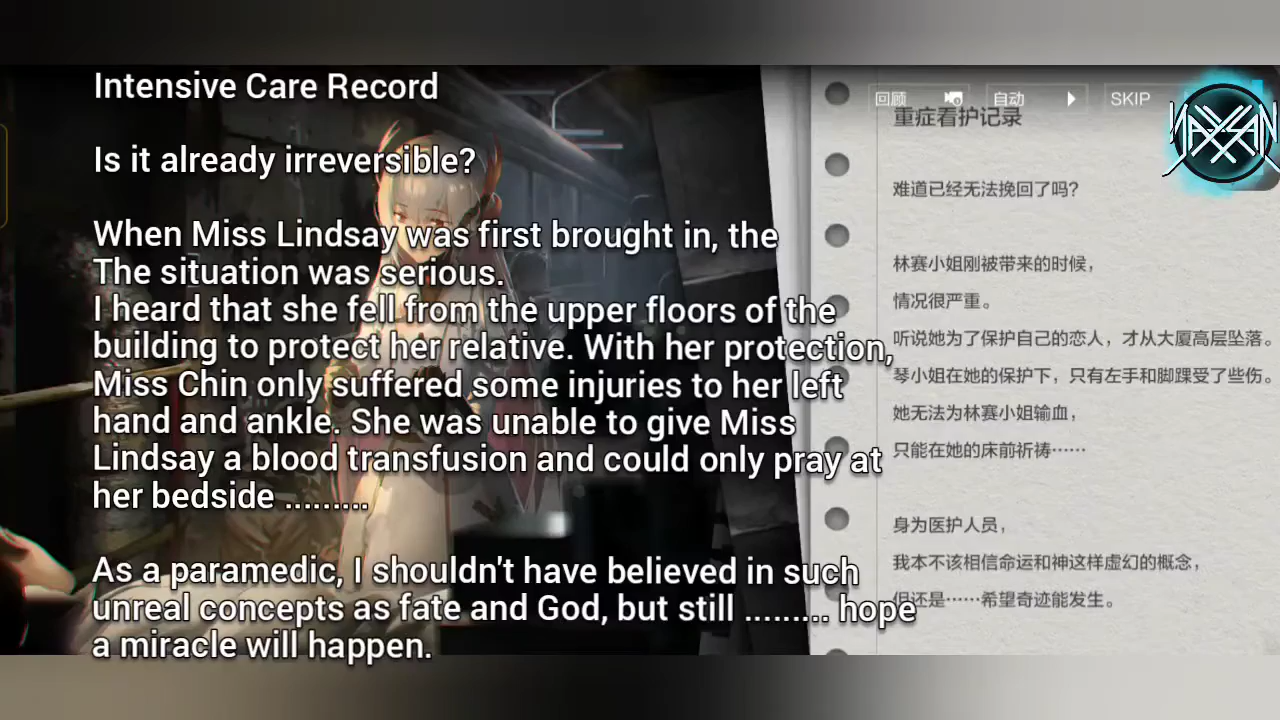 Intensive Care Record
Is it already irreversible?
When Miss Lindsay was first brought in, the
The situation was serious.
I heard that she fell from the upper floors of the
building to protect her relative. With her protection,
Miss Chin only suffered some injuries to her left
hand and ankle. She was unable to give Miss
Lindsay a blood transfusion and could only pray at
her bedside .........
As a paramedic, I shouldn't have believed in such
unreal concepts as fate and God, but still ......... hope
a miracle will happen.
回顾
自动
SKIP
重症看护记录
难道已经无法挽回了吗?
林赛小姐刚被带来的时候，
情况很严重。
听说她为了保护自己的恋人，才从大厦高层坠落。
琴小姐在她的保护下，只有左手和脚踝受了些伤。
她无法为林赛小姐输血，
只能在她的床前祈祷……
身为医护人员，
我本不该相信命运和神这样虚幻的概念，
但还是……希望奇迹能发生。